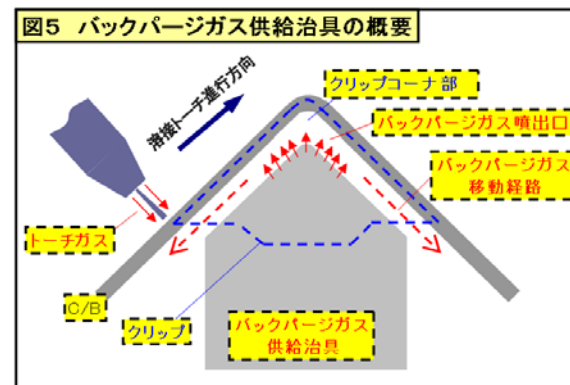 図5 バックパージガス供給治具の概要
溶接トーチ進行方向
クリップコーナ部
バックパージガス噴出口
バックパージガス
移動経路
トーチガス
C/B
クリップ
バックパージガス
供給治具